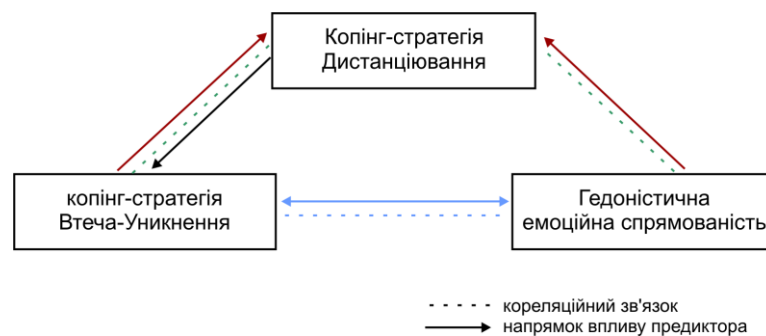 Копінг-стратегія
Дистанціювання
копінг-стратегія
Втеча-Уникнення
Гедоністична
емоційна спрямованість
кореляційний зв'язок
напрямок впливу предиктора